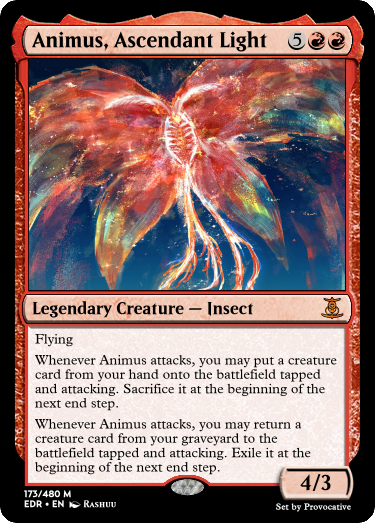 Animus, Ascendant Light 5
Legendary Creature — Insect
Flying
Whenever Animus attacks, you may put a creature
card from your hand onto the battlefield tapped
and attacking. Sacrifice it at the beginning of the
next end step.
Whenever Animus attacks, you may return a
creature card from your graveyard to the
battlefield tapped and attacking. Exile it at the
beginning of the next end step.
4/3
173/480 M
EDR • EN Rashuu
Set by Provocative